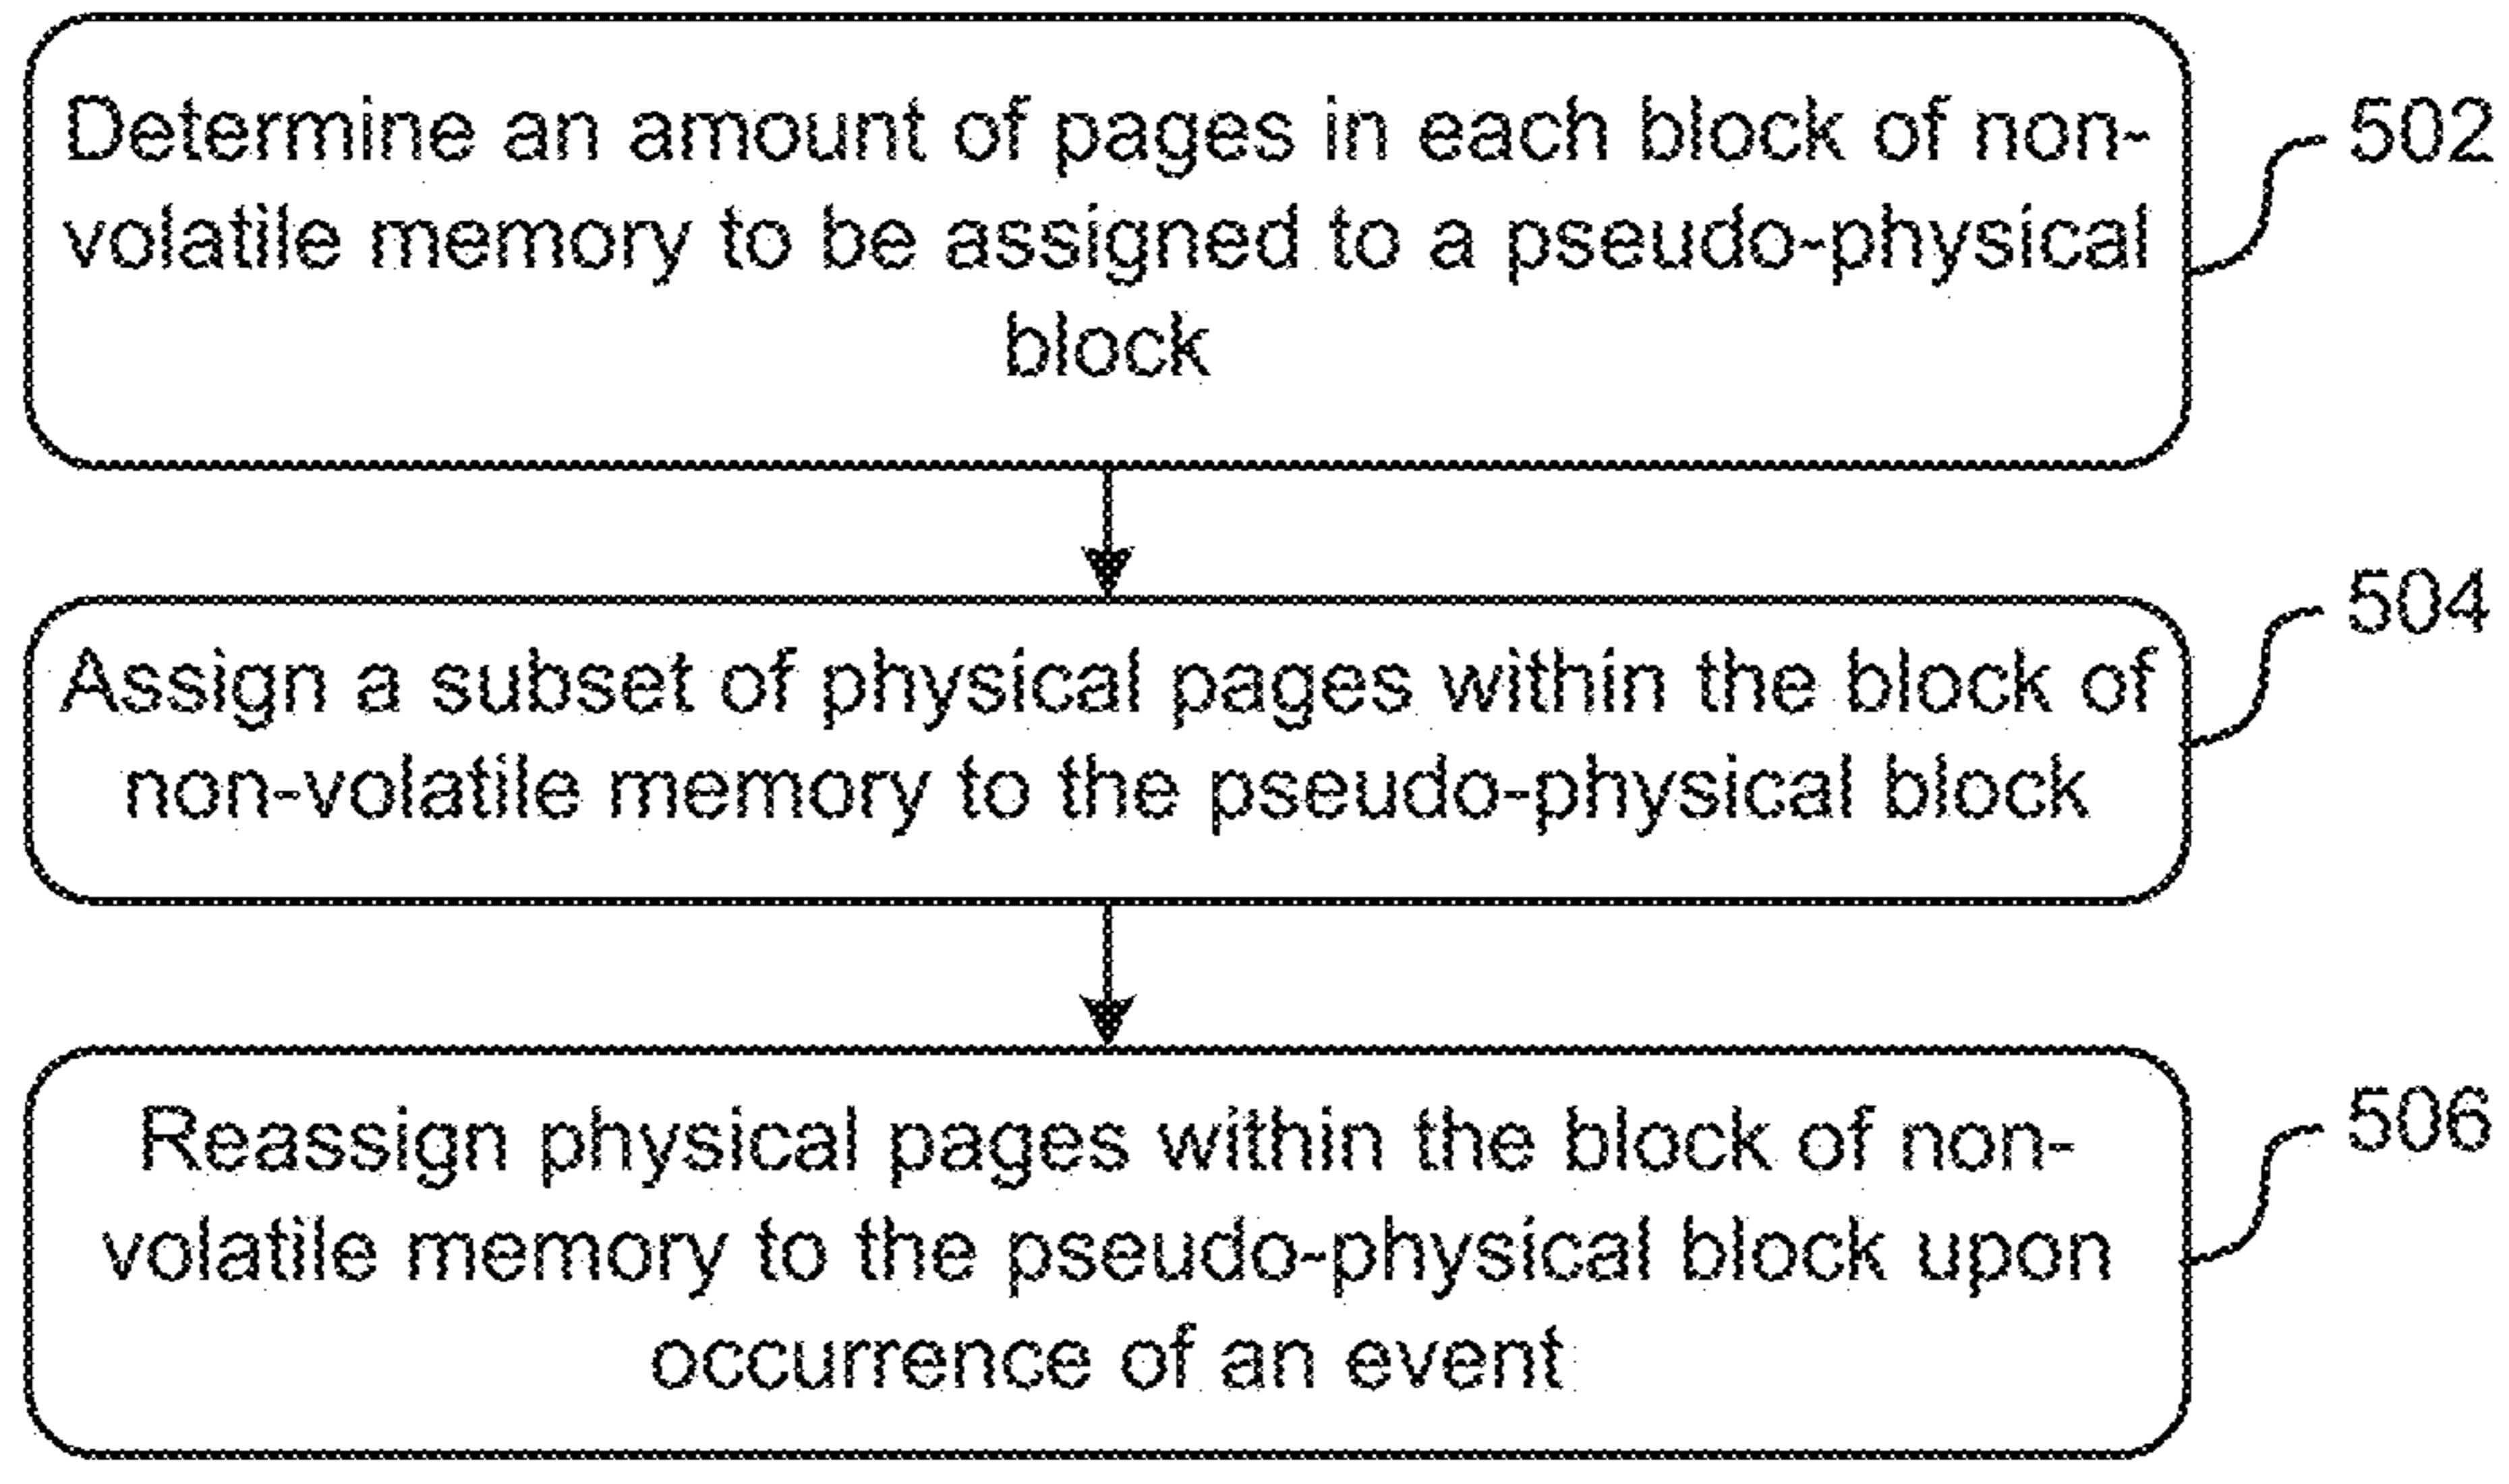 Determine an amount of pages in each block of non-
volatile memory to be assigned to a pseudo-physical
block
502
Assign a subset of physical pages within the block of
non-volatile memory to the pseudo-physical block
504
Reassign physical pages within the block of non-
volatile memory to the pseudo-physical block upon
occurrence of an event
506